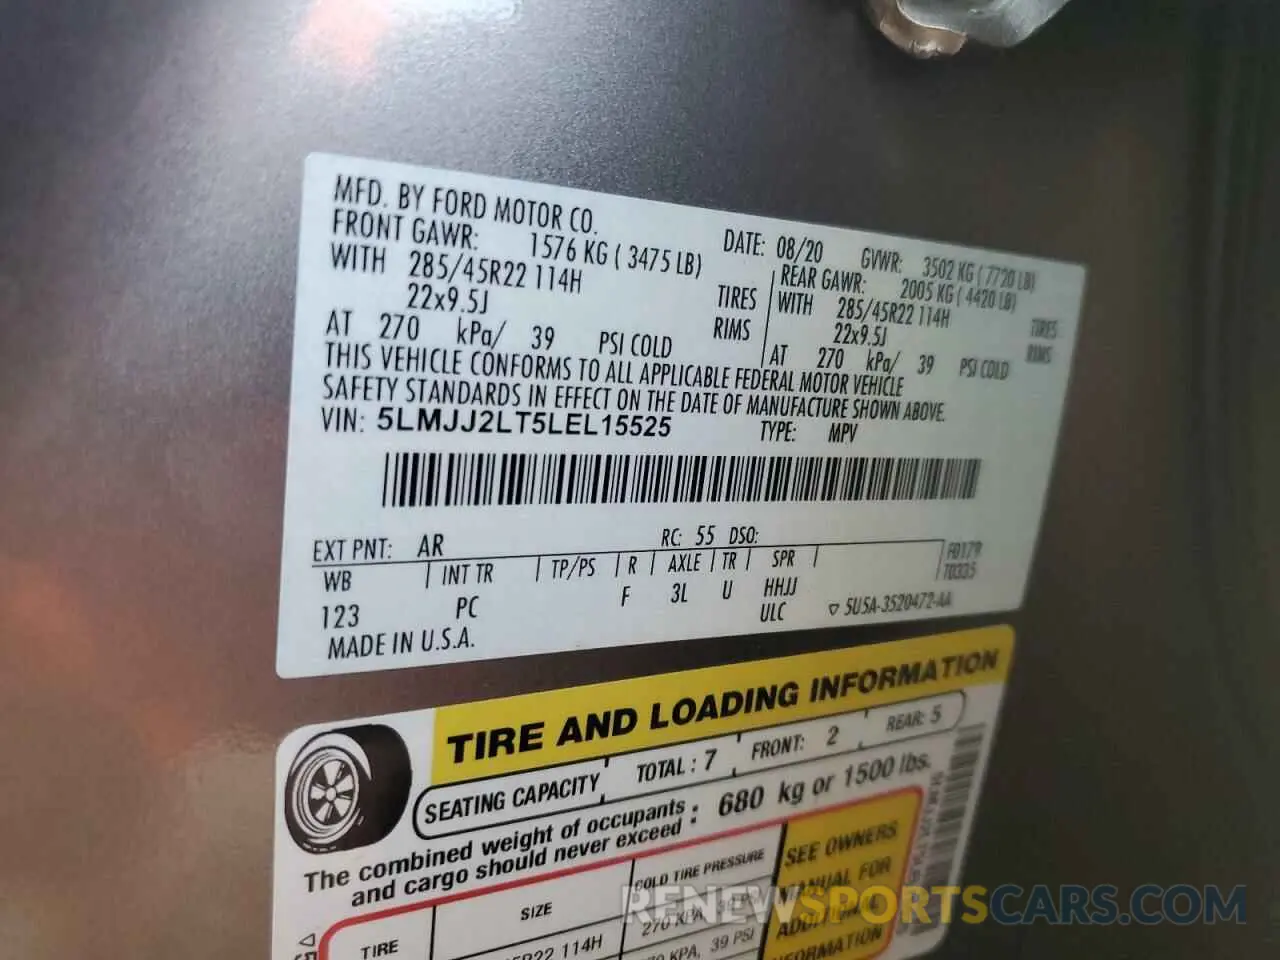 MFD. BY FORD MOTOR CO.
DATE: 08/20 GVWR: 3502 KG ( 7720 LB)
FRONT GAWR: 1576 KG ( 3475 LB) REAR GAWR: 2005 KG ( 4420 LB)
WITH 285/45R22 114H TIRES WITH 285/45R22 114H TIRES
22x9.5J RIMS 22x9.5J RIMS
AT 270 kPa/ 39 PSI COLD AT 270 kPa/ 39 PSI COLD
THIS VEHICLE CONFORMS TO ALL APPLICABLE FEDERAL MOTOR VEHICLE
SAFETY STANDARDS IN EFFECT ON THE DATE OF MANUFACTURE SHOWN ABOVE.
VIN: 5LMJJ2LT5LEL15525 TYPE: MPV
EXT PNT: AR RC: 55 DSO:
WB INT TR TP/PS R AXLE TR SPR F0179
T0335
123 PC F 3L U HHJJ
ULC ▽ 5U5A-3520472-AA
MADE IN U.S.A.
TIRE AND LOADING INFORMATION
SEATING CAPACITY TOTAL : 7 FRONT: 2 REAR: 5
The combined weight of occupants
and cargo should never exceed : 680 kg or 1500 lbs.
TIRE SIZE COLD TIRE PRESSURE
SEE OWNERS
MANUAL FOR
ADDITIONAL
INFORMATION
114H KPA, 39 PSI
RENEWSPORTSCARS.COM